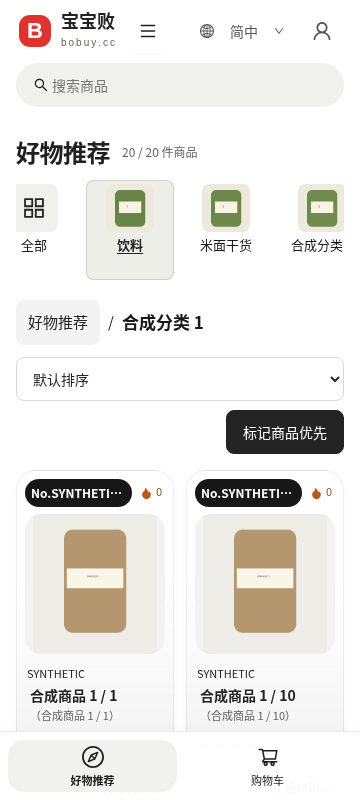 B 宝宝败
bobuy.cc
简中
搜索商品
好物推荐 20 / 20 件商品
全部 饮料 米面干货 合成分类
好物推荐 / 合成分类 1
默认排序
标记商品优先
No.SYNTHETI… 0 No.SYNTHETI… 0
SYNTHETIC SYNTHETIC
合成商品 1 / 1 合成商品 1 / 10
（合成商品 1 / 1） （合成商品 1 / 10）
好物推荐 购物车